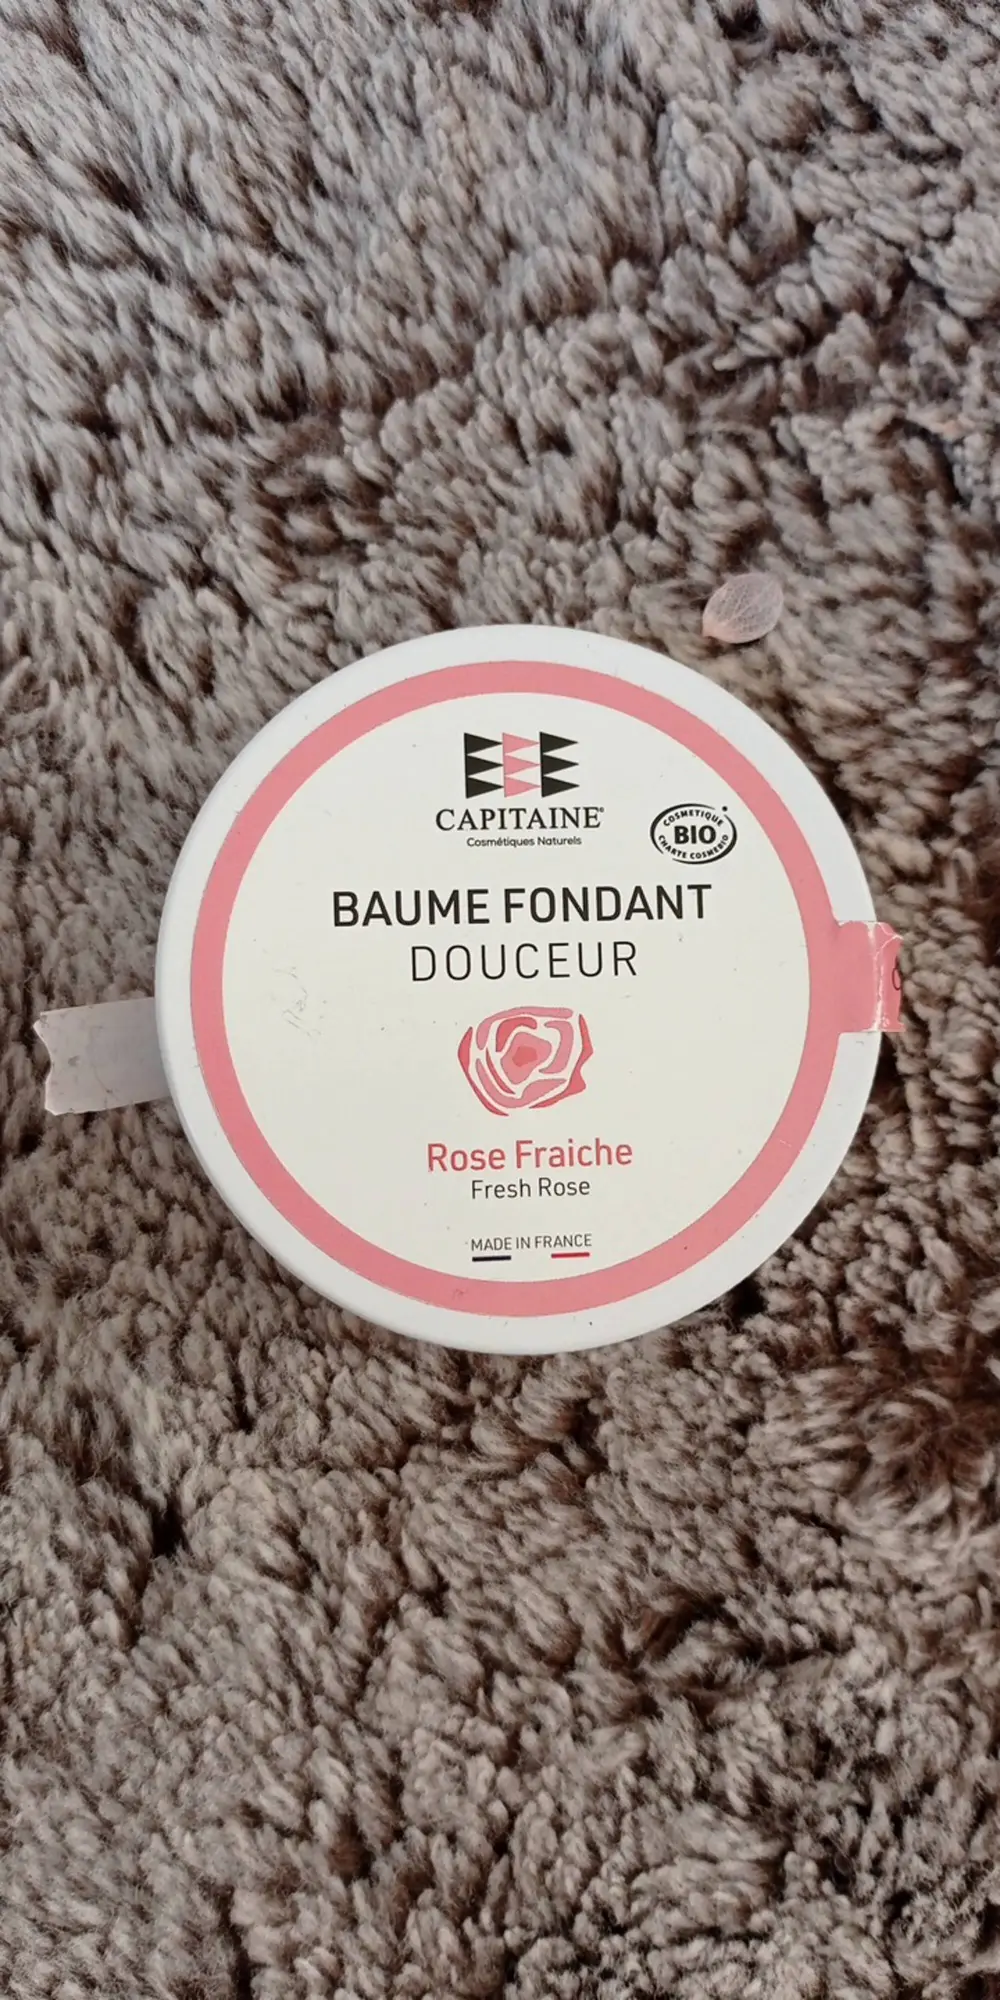 CAPITAINE®
Cosmétiques Naturels
COSMETIQUE
BIO
CHARTE COSMEBIO
BAUME FONDANT
DOUCEUR
Rose Fraiche
Fresh Rose
MADE IN FRANCE